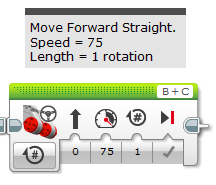 Move Forward Straight.
Speed = 75
Length = 1 rotation
B + C
#
#
0 75 1